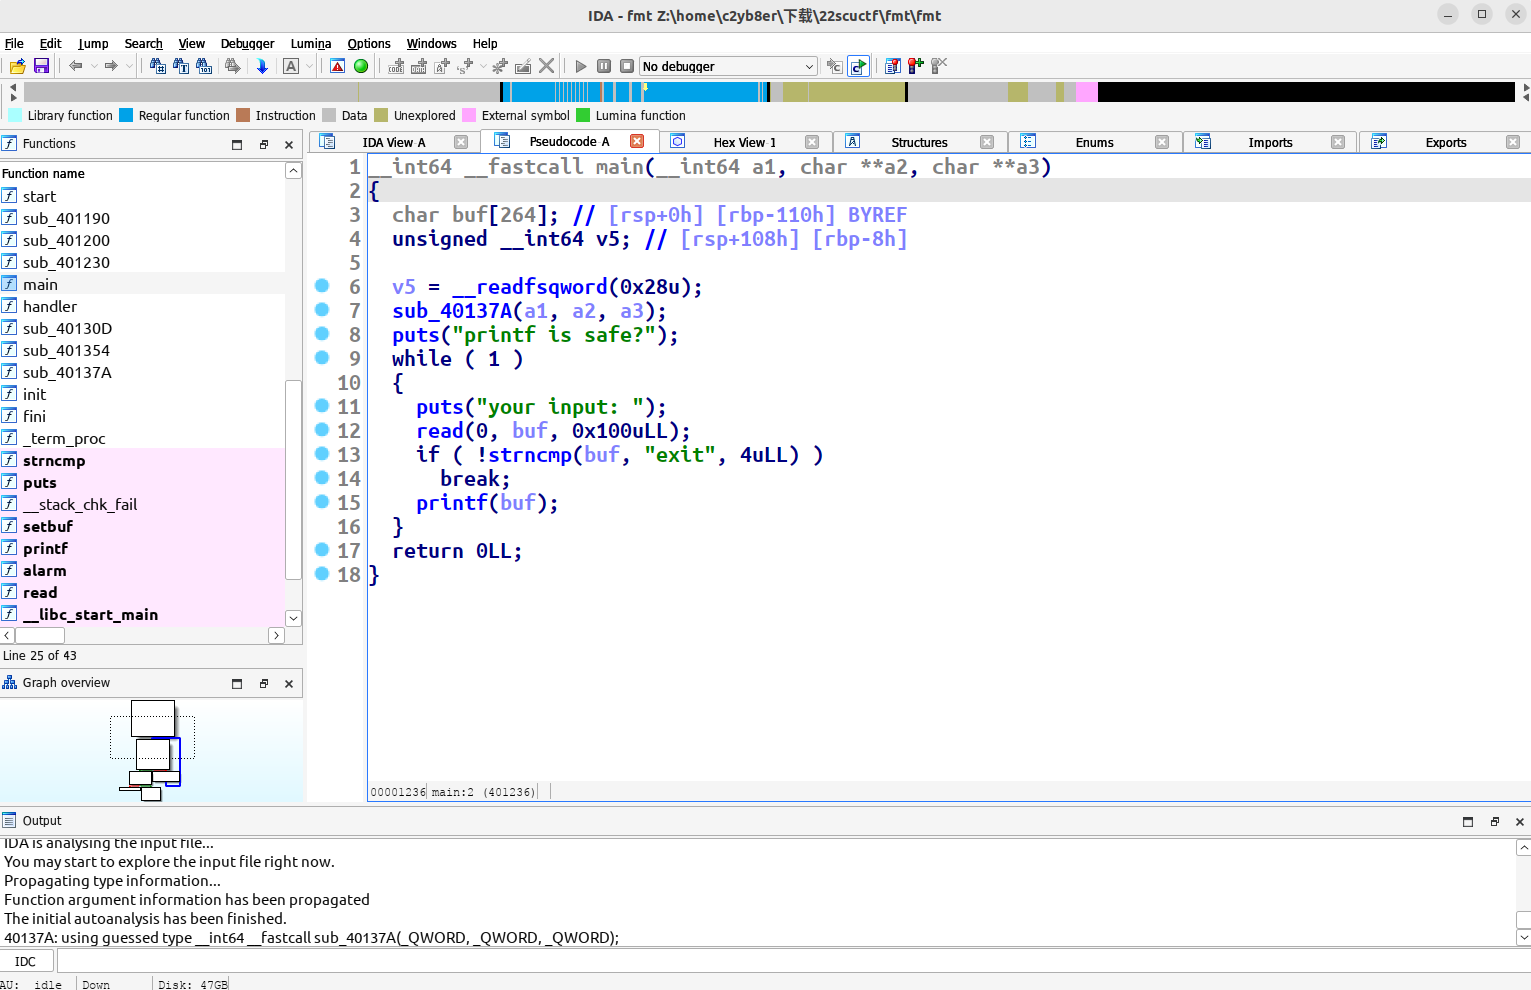 IDA - fmt Z:\home\c2yb8er\下载\22scuctf\fmt\fmt
File Edit Jump Search View Debugger Lumina Options Windows Help
No debugger
Library function Regular function Instruction Data Unexplored External symbol Lumina function
Functions
IDA View-A Pseudocode-A Hex View-1 Structures Enums Imports Exports
Function name
start
sub_401190
sub_401200
sub_401230
main
handler
sub_40130D
sub_401354
sub_40137A
init
fini
_term_proc
strncmp
puts
__stack_chk_fail
setbuf
printf
alarm
read
__libc_start_main
Line 25 of 43
Graph overview
1 __int64 __fastcall main(__int64 a1, char **a2, char **a3)
2 {
3 char buf[264]; // [rsp+0h] [rbp-110h] BYREF
4 unsigned __int64 v5; // [rsp+108h] [rbp-8h]
5
6 v5 = __readfsqword(0x28u);
7 sub_40137A(a1, a2, a3);
8 puts("printf is safe?");
9 while ( 1 )
10 {
11 puts("your input: ");
12 read(0, buf, 0x100uLL);
13 if ( !strncmp(buf, "exit", 4uLL) )
14 break;
15 printf(buf);
16 }
17 return 0LL;
18 }
00001236 main:2 (401236)
Output
IDA is analysing the input file...
You may start to explore the input file right now.
Propagating type information...
Function argument information has been propagated
The initial autoanalysis has been finished.
40137A: using guessed type __int64 __fastcall sub_40137A(_QWORD, _QWORD, _QWORD);
IDC
AU: idle Down Disk: 47GB